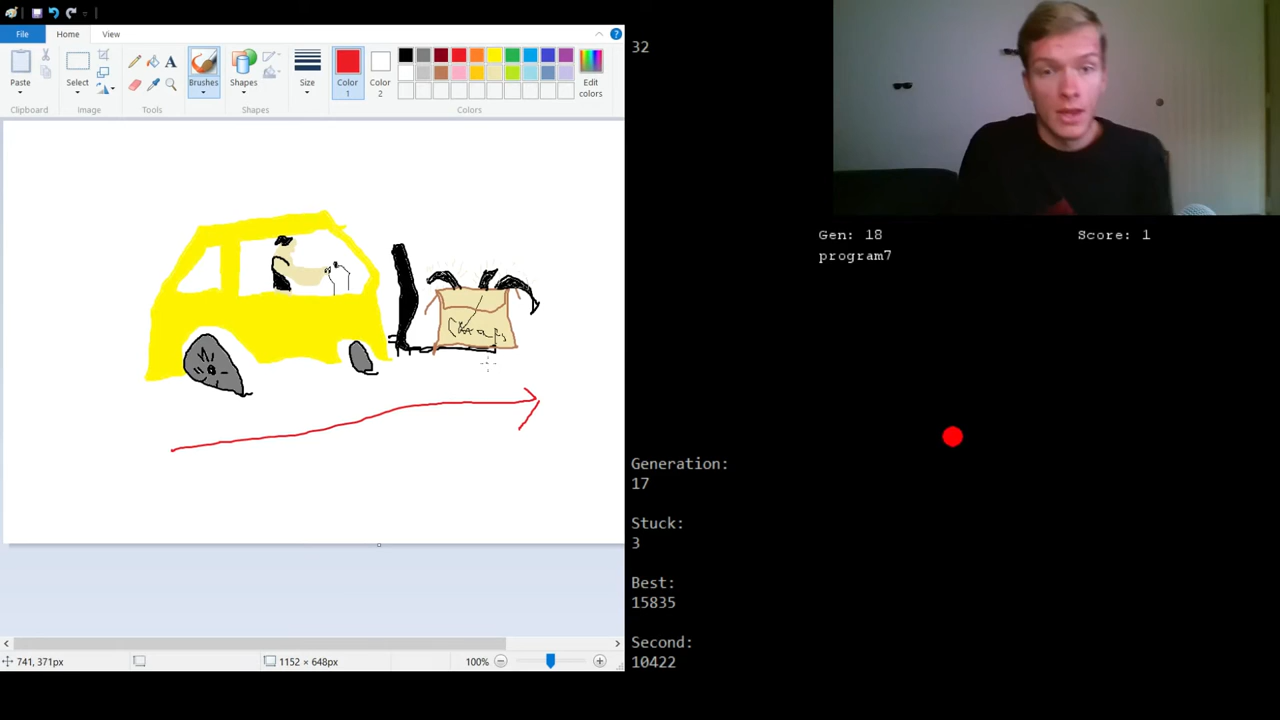 File Home View
Paste Select Brushes Shapes Size Color 1 Color 2 Edit colors
Clipboard Image Tools Shapes Colors
741, 371px 1152 × 648px 100%
32
Generation:
17
Stuck:
3
Best:
15835
Second:
10422
Gen: 18 Score: 1
program7